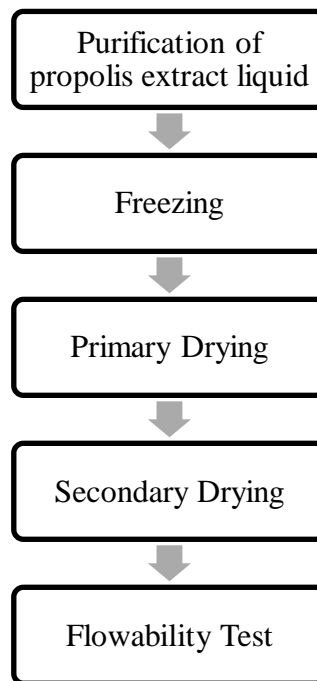 Purification of
propolis extract liquid
Freezing
Primary Drying
Secondary Drying
Flowability Test